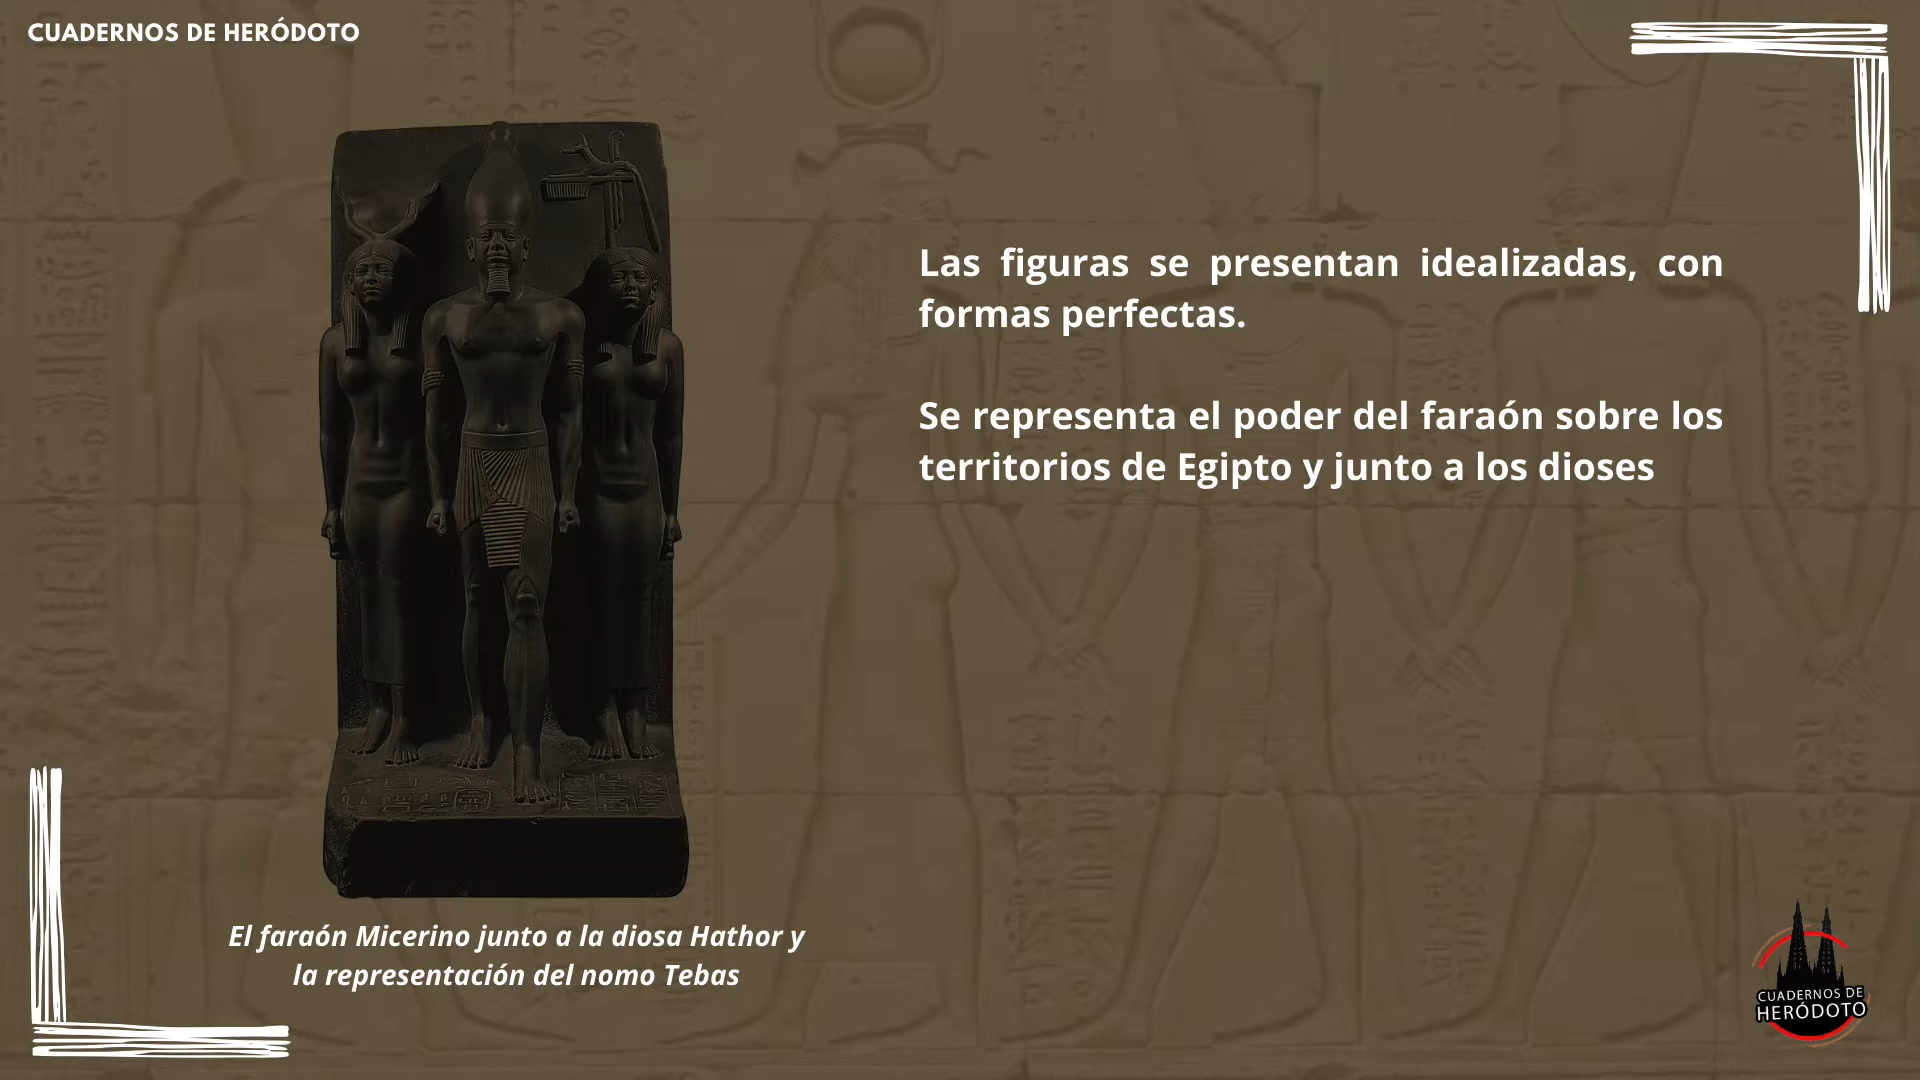 CUADERNOS DE HERÓDOTO
Las figuras se presentan idealizadas, con
formas perfectas.
Se representa el poder del faraón sobre los
territorios de Egipto y junto a los dioses
El faraón Micerino junto a la diosa Hathor y
la representación del nomo Tebas
CUADERNOS DE
HERÓDOTO